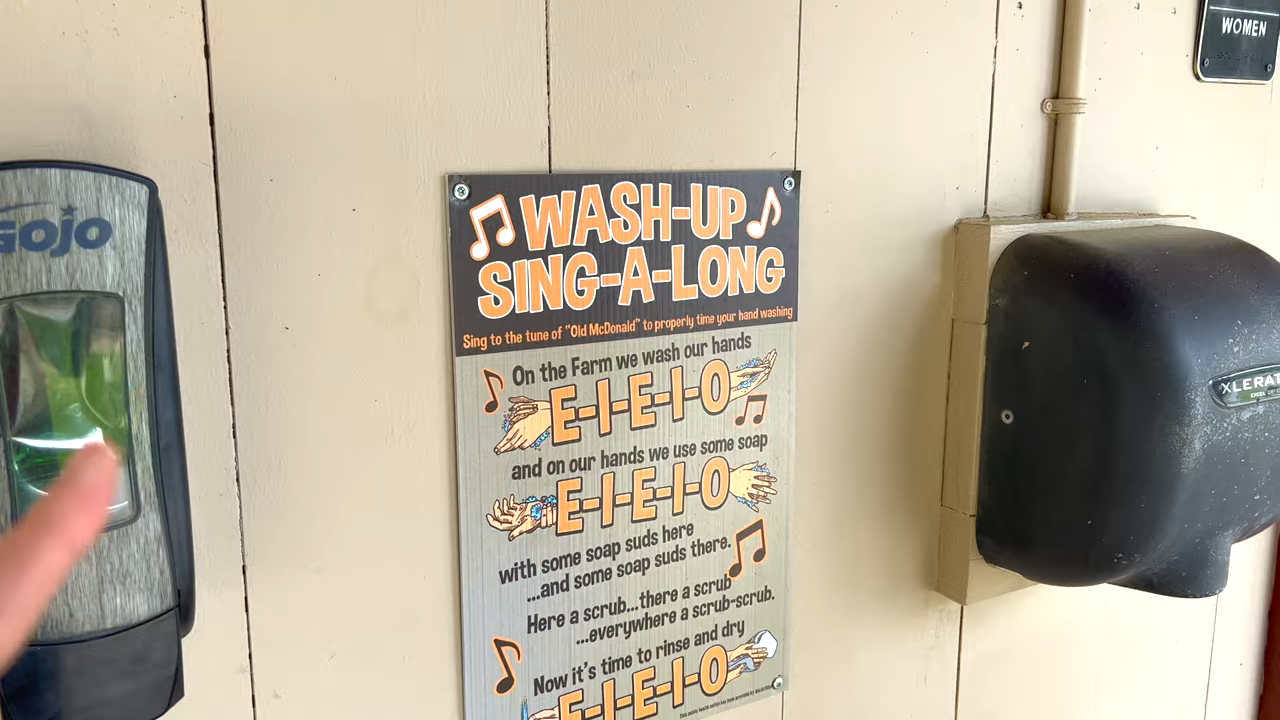 WOMEN
GOJO
WASH-UP
SING-A-LONG
Sing to the tune of "Old McDonald" to properly time your hand washing
On the Farm we wash our hands
E-I-E-I-O
and on our hands we use some soap
E-I-E-I-O
with some soap suds here
...and some soap suds there.
Here a scrub...there a scrub
...everywhere a scrub-scrub.
Now it's time to rinse and dry
E-I-E-I-O
XLERAT